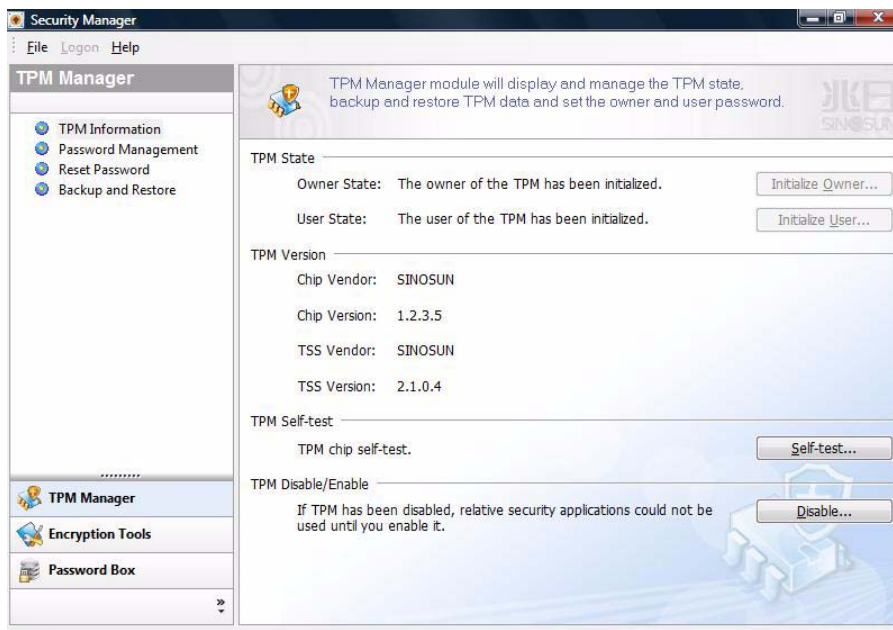 Security Manager
File Logon Help
TPM Manager
TPM Information
Password Management
Reset Password
Backup and Restore
TPM Manager module will display and manage the TPM state,
backup and restore TPM data and set the owner and user password.
兆日
SINOSUN
TPM State
Owner State: The owner of the TPM has been initialized. Initialize Owner...
User State: The user of the TPM has been initialized. Initialize User...
TPM Version
Chip Vendor: SINOSUN
Chip Version: 1.2.3.5
TSS Vendor: SINOSUN
TSS Version: 2.1.0.4
TPM Self-test
TPM chip self-test. Self-test...
TPM Disable/Enable
If TPM has been disabled, relative security applications could not be
used until you enable it.
Disable...
TPM Manager
Encryption Tools
Password Box